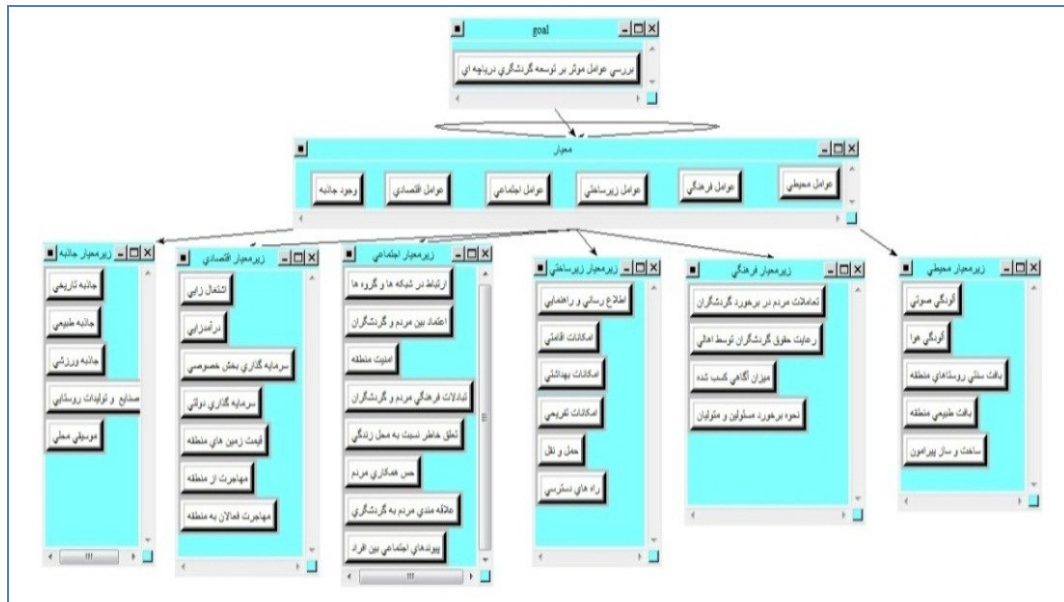 goal
بررسي عوامل موثر بر توسعه گردشگري درياچه اي
معيار
عوامل محيطي
عوامل فرهنگي
عوامل زيرساختي
عوامل اجتماعي
عوامل اقتصادي
وجود جاذبه
زيرمعيار محيطي
آلودگي صوتي
آلودگي هوا
بافت سنتي روستاهاي منطقه
بافت طبيعي منطقه
ساخت و ساز پيرامون
زيرمعيار فرهنگي
تعاملات مردم در برخورد گردشگران
رعايت حقوق گردشگران توسط اهالي
ميزان آگاهي كسب شده
نحوه برخورد مسئولين و متوليان
زيرمعيار زيرساختي
اطلاع رساني و راهنمايي
امكانات اقامتي
امكانات بهداشتي
امكانات تفريحي
حمل و نقل
راه هاي دسترسي
زيرمعيار اجتماعي
ارتباط در شبكه ها و گروه ها
اعتماد بين مردم و گردشگران
امنيت منطقه
تبادلات فرهنگي مردم و گردشگران
تعلق خاطر نسبت به محل زندگي
حس همكاري مردم
علاقه مندي مردم به گردشگري
پيوندهاي اجتماعي بين افراد
زيرمعيار اقتصادي
اشتغال زايي
درآمدزايي
سرمايه گذاري بخش خصوصي
سرمايه گذاري دولتي
قيمت زمين هاي منطقه
مهاجرت از منطقه
مهاجرت فعالان به منطقه
زيرمعيار جاذبه
جاذبه تاريخي
جاذبه طبيعي
جاذبه ورزشي
صنايع و توليدات روستايي
موسيقي محلي